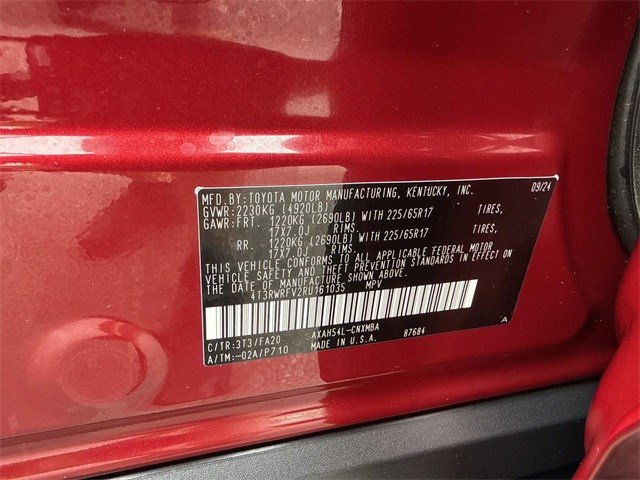 MFD.BY:TOYOTA MOTOR MANUFACTURING, KENTUCKY, INC. 09/24
GVWR:2230KG (4920LB)
GAWR:FRT. 1220KG (2690LB) WITH 225/65R17 TIRES,
17X7.0J RIMS.
RR. 1220KG (2690LB) WITH 225/65R17 TIRES,
17X7.0J RIMS
THIS VEHICLE CONFORMS TO ALL APPLICABLE FEDERAL MOTOR
VEHICLE SAFETY AND THEFT PREVENTION STANDARDS IN EFFECT ON
THE DATE OF MANUFACTURE SHOWN ABOVE.
4T3RWRFV2RU161035 MPV
C/TR:3T3/FA20 AXAH54L-CNXMBA 87684
A/TM:-02A/P710 MADE IN U.S.A. A